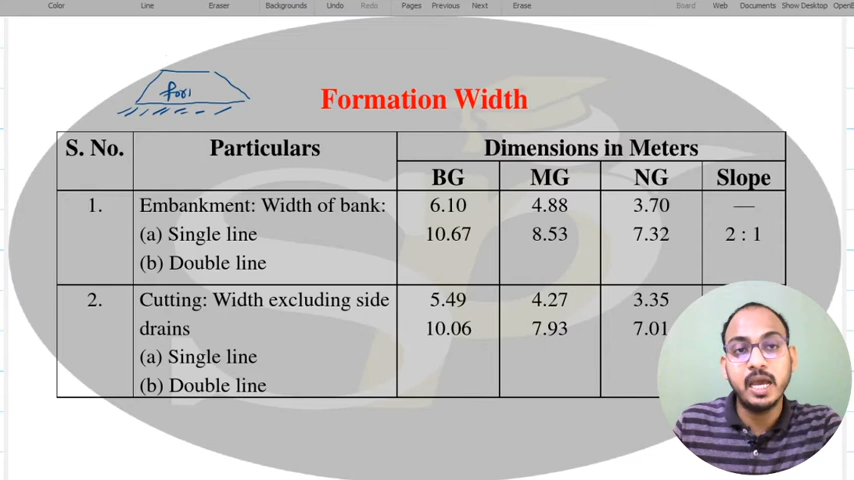 Color Line Eraser Backgrounds Undo Redo Pages Previous Next Erase Board Web Documents Show Desktop
Formation Width
S. No. Particulars Dimensions in Meters
BG MG NG Slope
1. Embankment: Width of bank: 6.10 4.88 3.70 —
(a) Single line 10.67 8.53 7.32 2 : 1
(b) Double line
2. Cutting: Width excluding side 5.49 4.27 3.35
drains 10.06 7.93 7.01
(a) Single line
(b) Double line